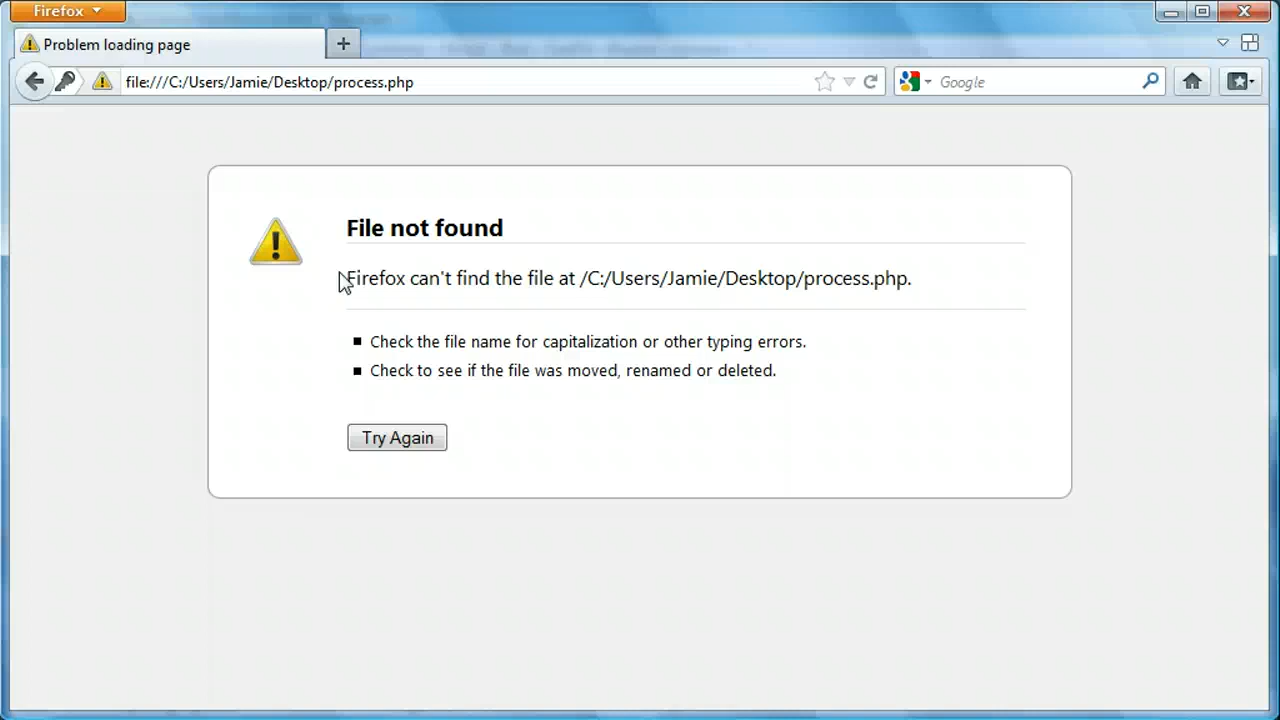 Firefox
Problem loading page
file:///C:/Users/Jamie/Desktop/process.php
Google
File not found
Firefox can't find the file at /C:/Users/Jamie/Desktop/process.php.
Check the file name for capitalization or other typing errors.
Check to see if the file was moved, renamed or deleted.
Try Again